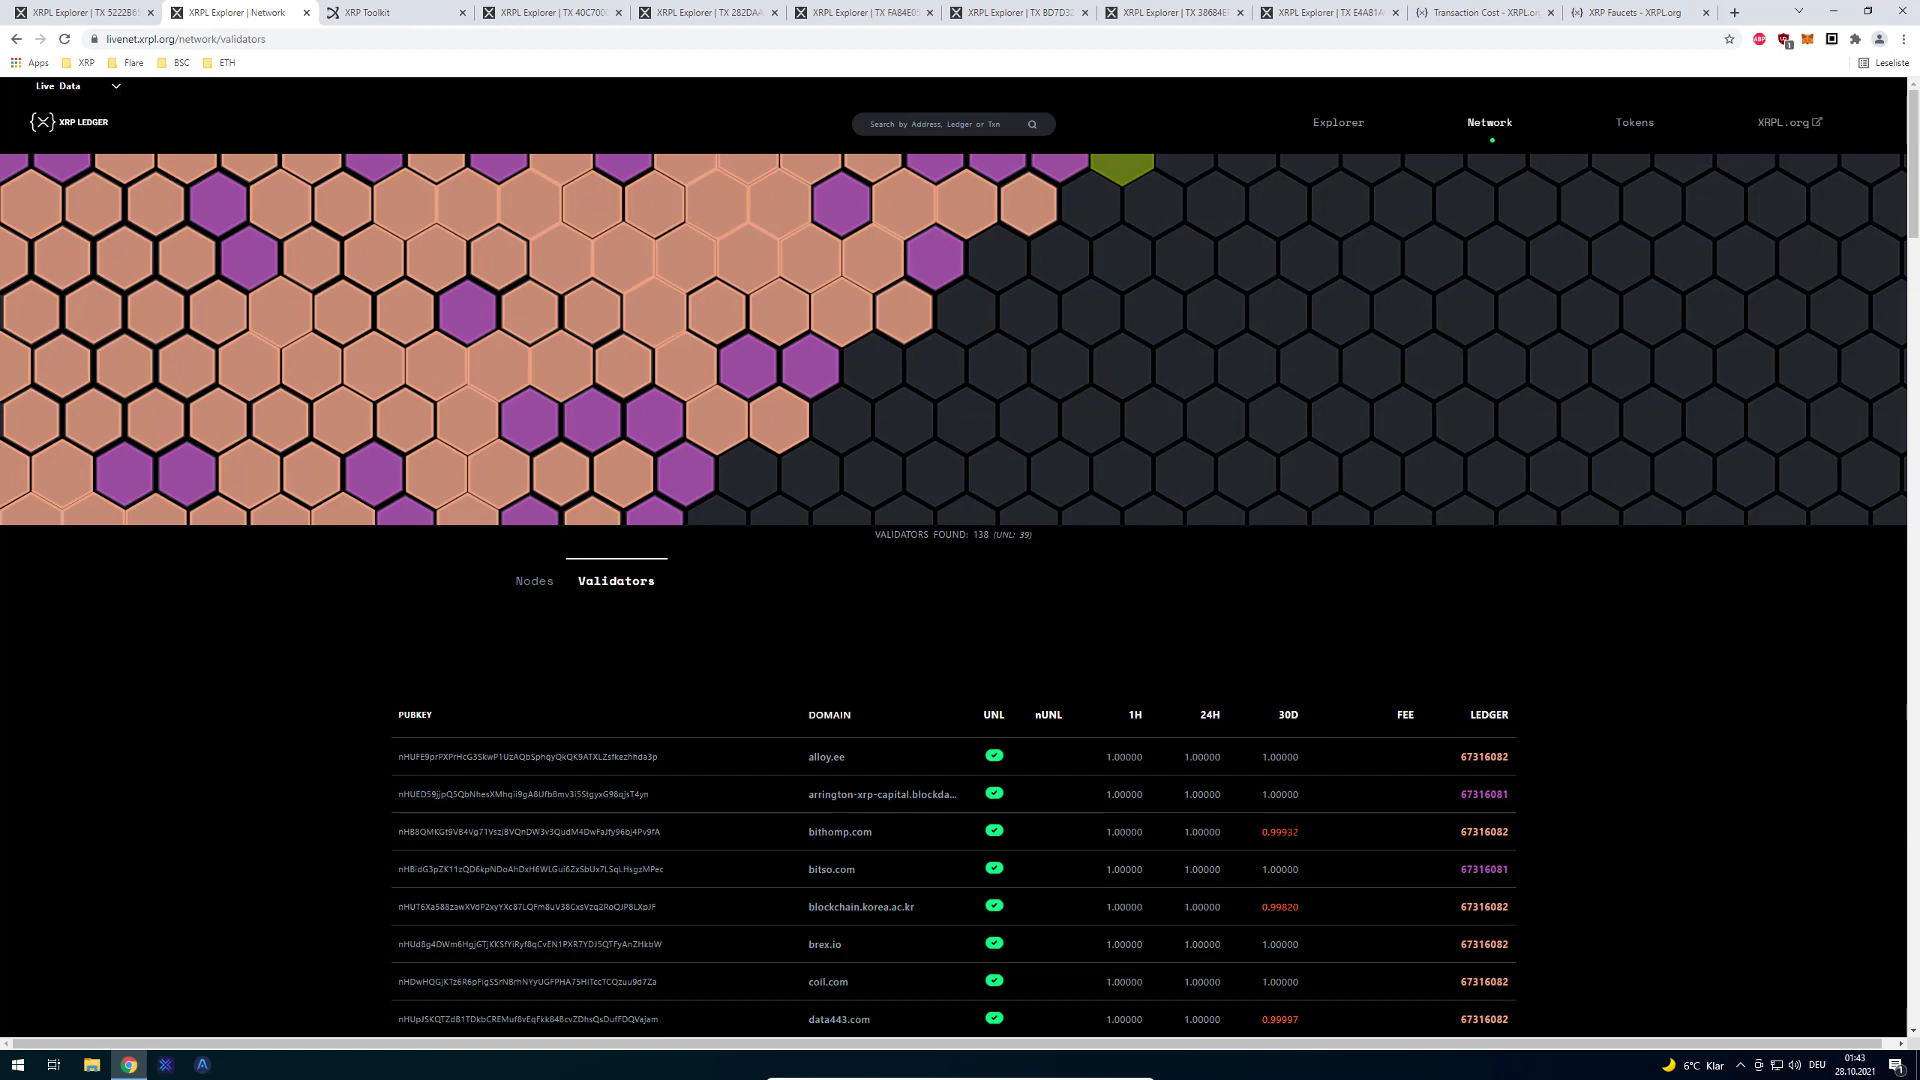 XRPL Explorer | TX 5222B6
XRPL Explorer | Network
XRP Toolkit
XRPL Explorer | TX 40C700
XRPL Explorer | TX 282DAA
XRPL Explorer | TX FA84E05
XRPL Explorer | TX BD7D32
XRPL Explorer | TX 38684E
XRPL Explorer | TX E4A81A
Transaction Cost - XRPL.or
XRP Faucets - XRPL.org
livenet.xrpl.org/network/validators
Apps
XRP
Flare
BSC
ETH
Leseliste
Live Data
XRP LEDGER
Search by Address, Ledger or Txn
Explorer
Network
Tokens
XRPL.org
VALIDATORS FOUND: 138 (UNL: 39)
Nodes
Validators
PUBKEY DOMAIN UNL nUNL 1H 24H 30D FEE LEDGER
alloy.ee 1.00000 1.00000 1.00000 67316082
arrington-xrp-capital.blockda... 1.00000 1.00000 1.00000 67316081
bithomp.com 1.00000 1.00000 0.99932 67316082
bitso.com 1.00000 1.00000 1.00000 67316081
blockchain.korea.ac.kr 1.00000 1.00000 0.99820 67316082
brex.io 1.00000 1.00000 1.00000 67316082
coil.com 1.00000 1.00000 1.00000 67316082
data443.com 1.00000 1.00000 0.99997 67316082
6°C Klar
DEU
01:43
28.10.2021